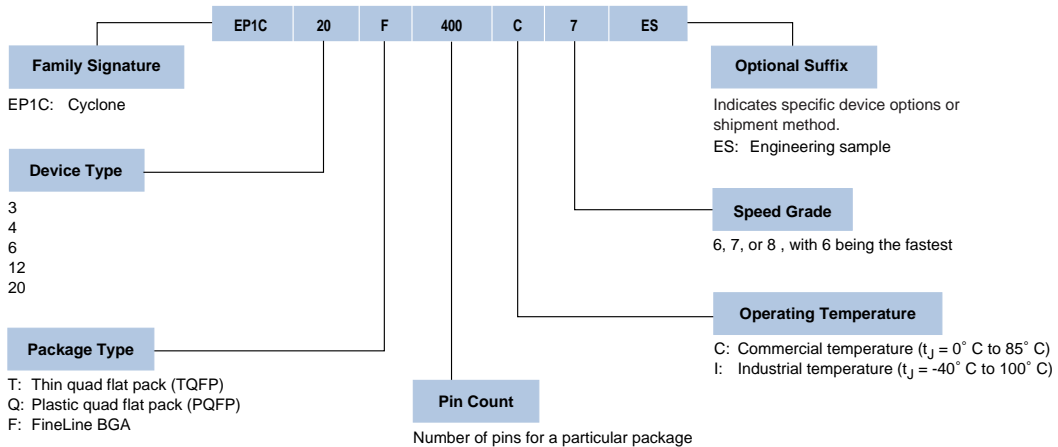 EP1C 20 F 400 C 7 ES
Family Signature
EP1C: Cyclone
Optional Suffix
Indicates specific device options or
shipment method.
ES: Engineering sample
Device Type
3
4
6
12
20
Speed Grade
6, 7, or 8 , with 6 being the fastest
Operating Temperature
C: Commercial temperature (tJ = 0˚ C to 85˚ C)
I: Industrial temperature (tJ = -40˚ C to 100˚ C)
Package Type
T: Thin quad flat pack (TQFP)
Q: Plastic quad flat pack (PQFP)
F: FineLine BGA
Pin Count
Number of pins for a particular package